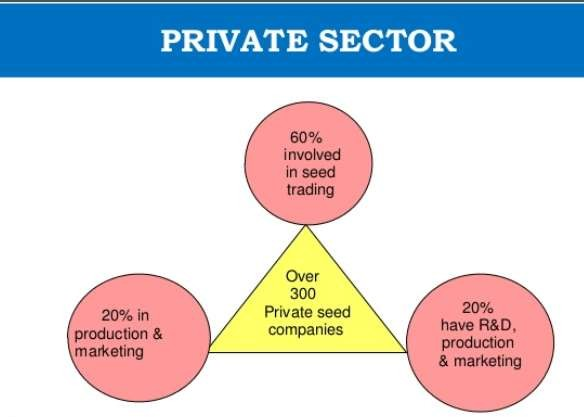 PRIVATE SECTOR
60%
involved
in seed
trading
Over
300
Private seed
companies
20% in
production &
marketing
20%
have R&D,
production
& marketing